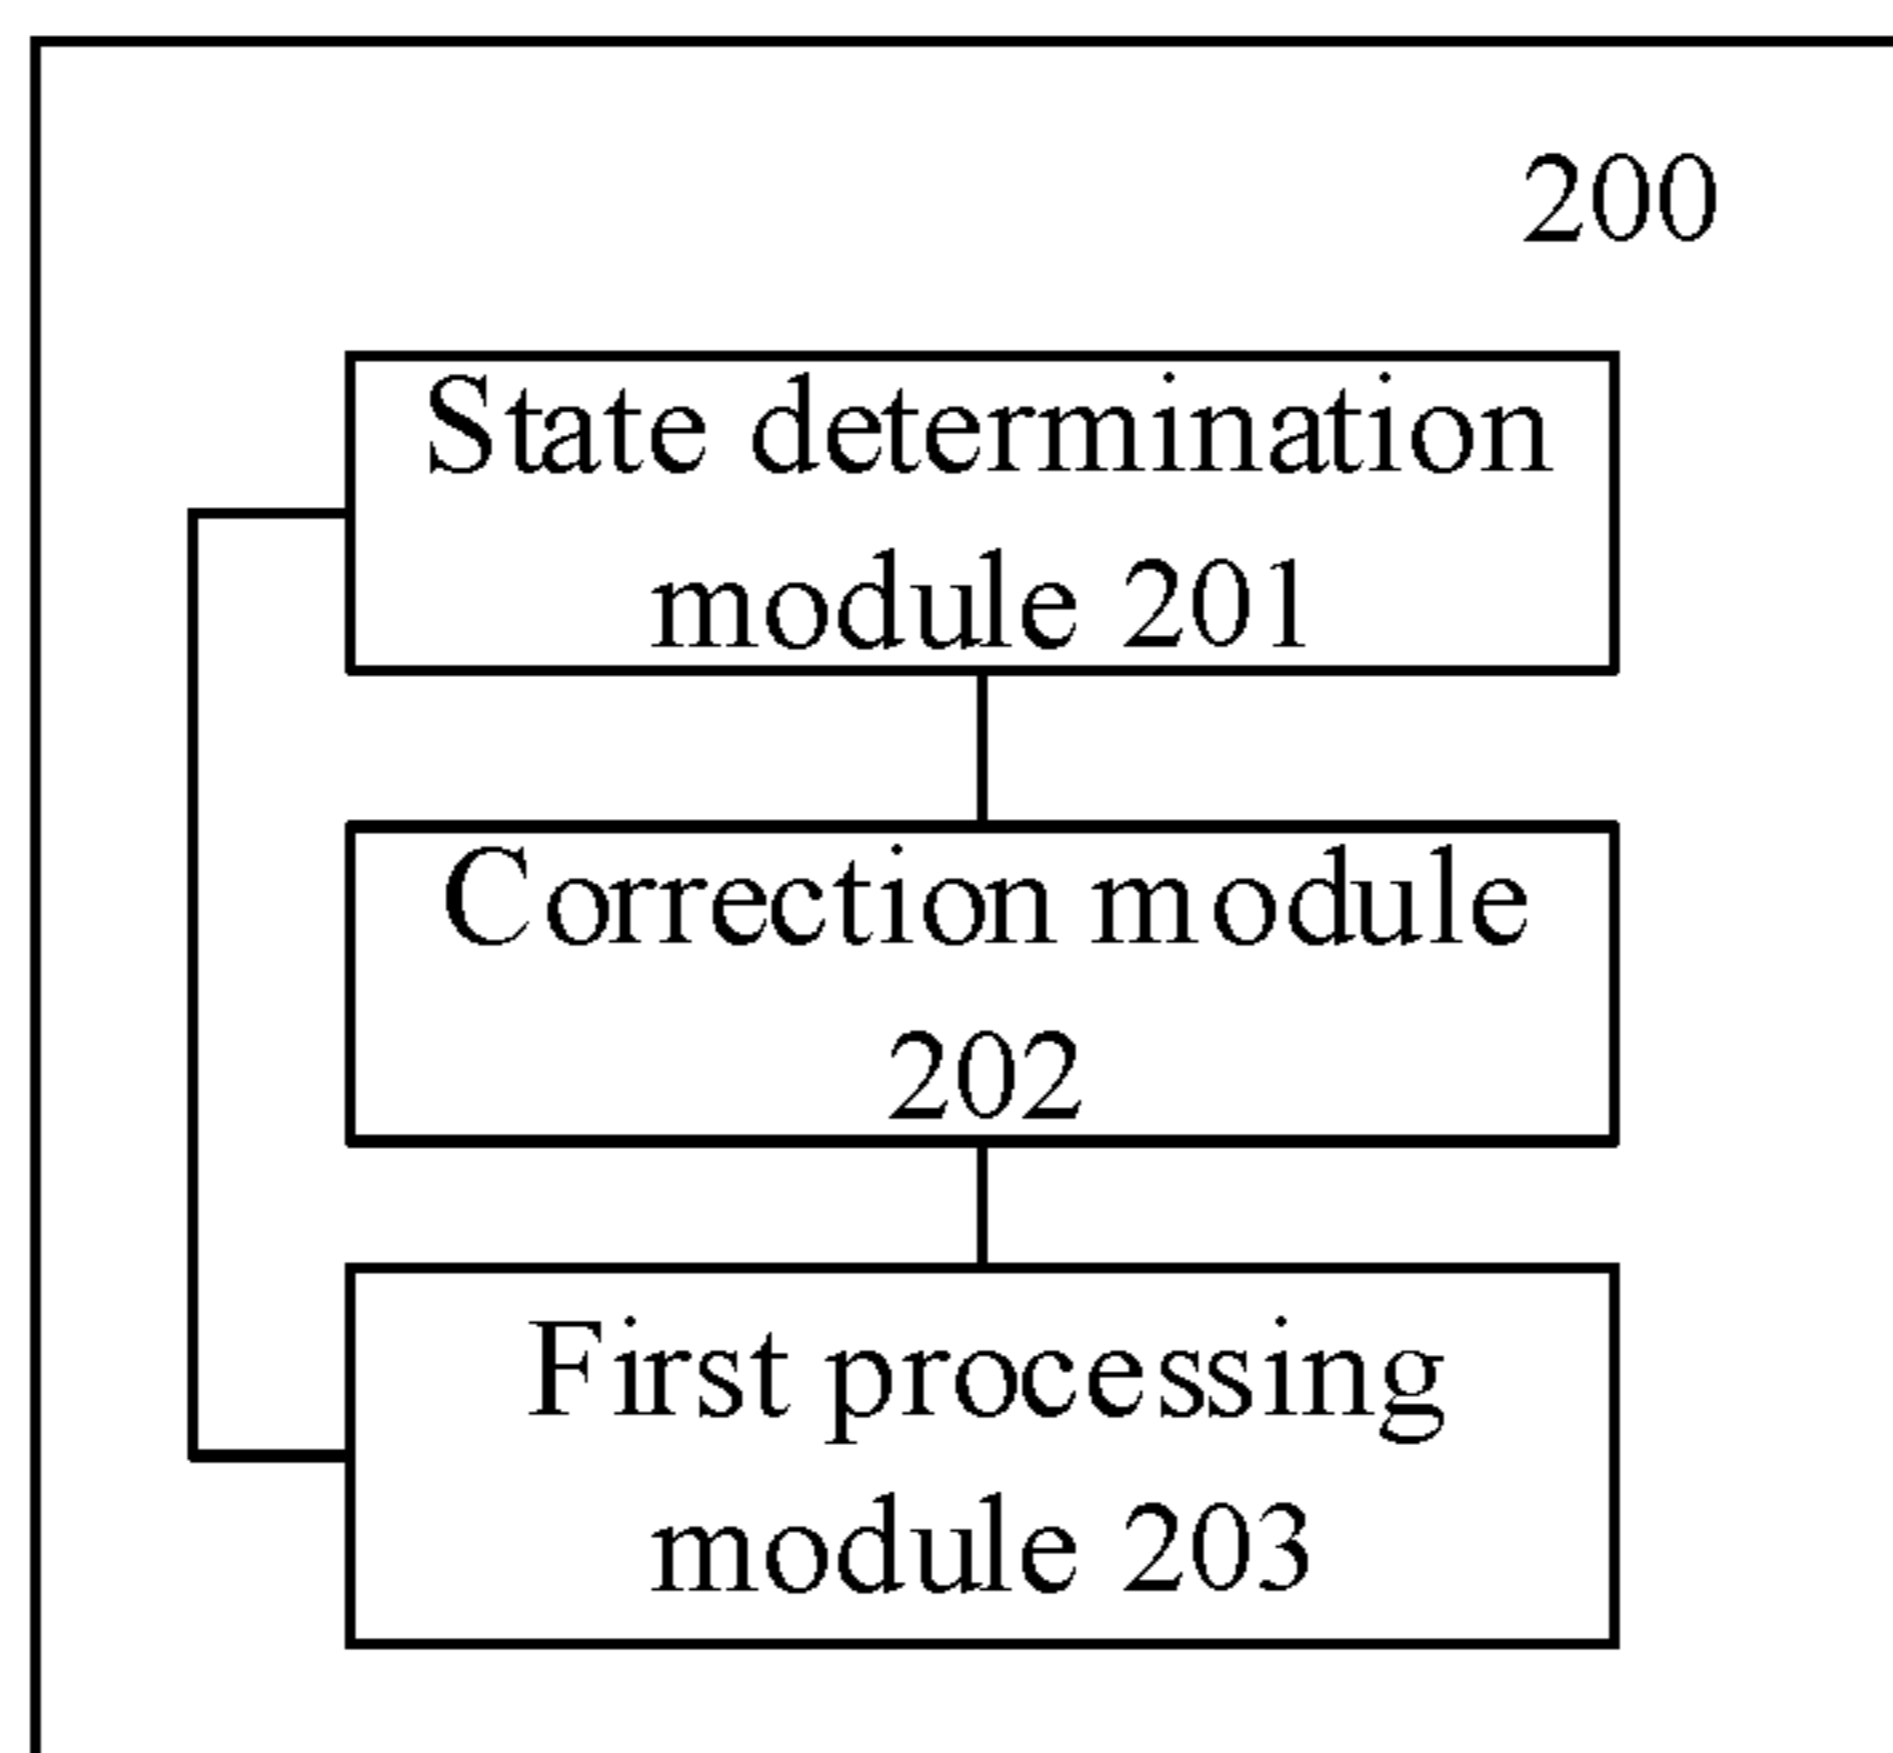 200
State determination
module 201
Correction module
202
First processing
module 203